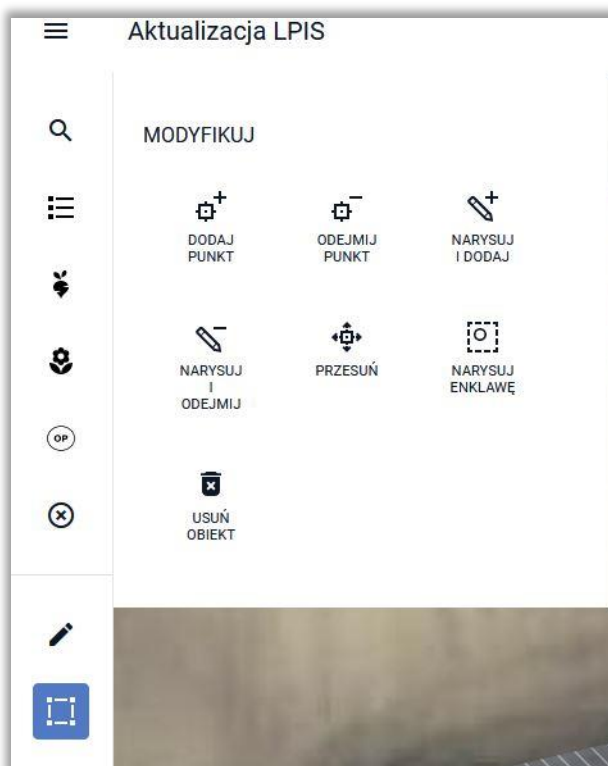 Aktualizacja LPIS
MODYFIKUJ
DODAJ
PUNKT
ODEJMIJ
PUNKT
NARYSUJ
I DODAJ
NARYSUJ
I
ODEJMIJ
PRZESUŃ
NARYSUJ
ENKLAWĘ
OP
USUŃ
OBIEKT